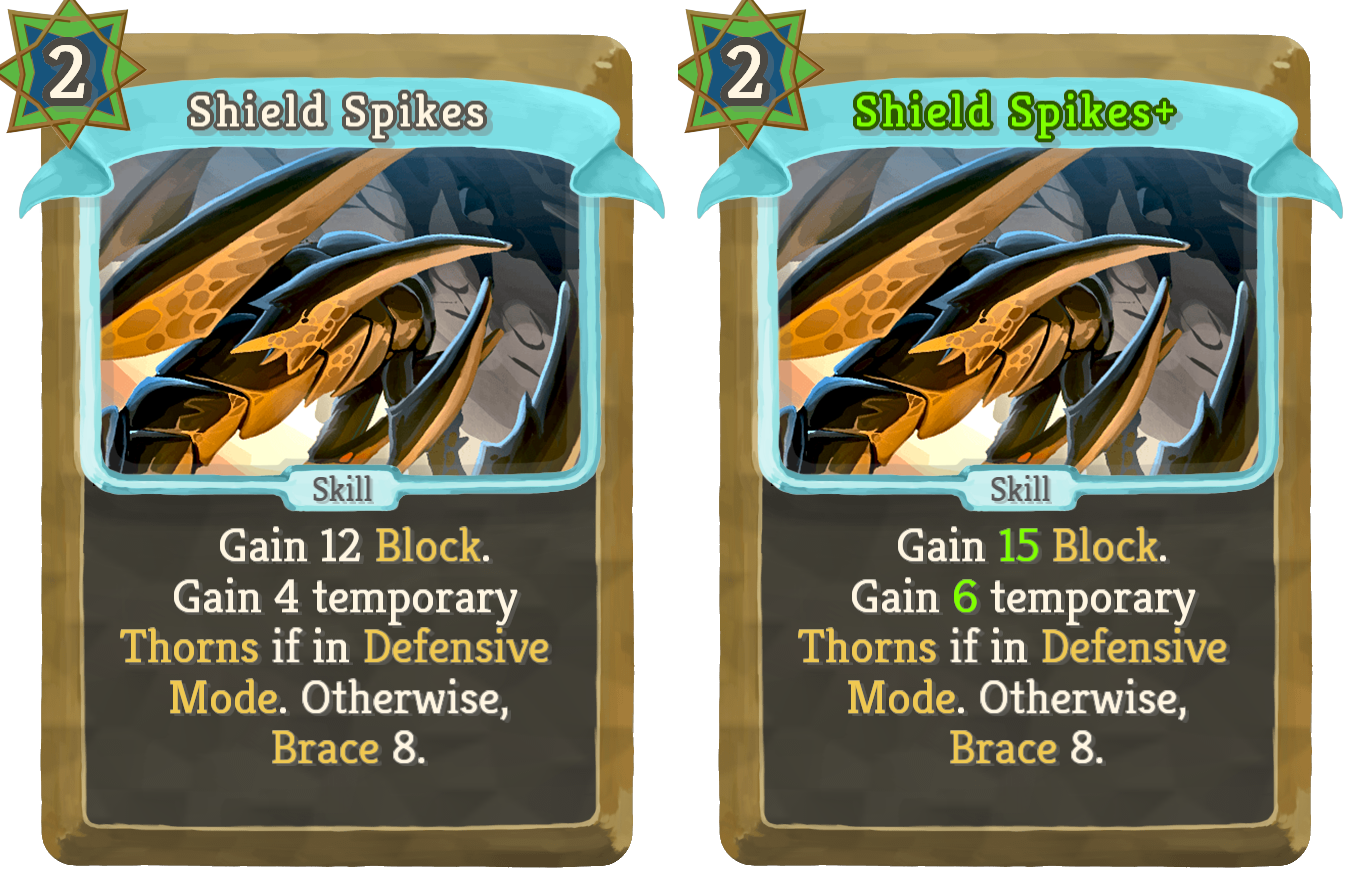 2
Shield Spikes
Skill
Gain 12 Block.
Gain 4 temporary
Thorns if in Defensive
Mode. Otherwise,
Brace 8.
2
Shield Spikes+
Skill
Gain 15 Block.
Gain 6 temporary
Thorns if in Defensive
Mode. Otherwise,
Brace 8.